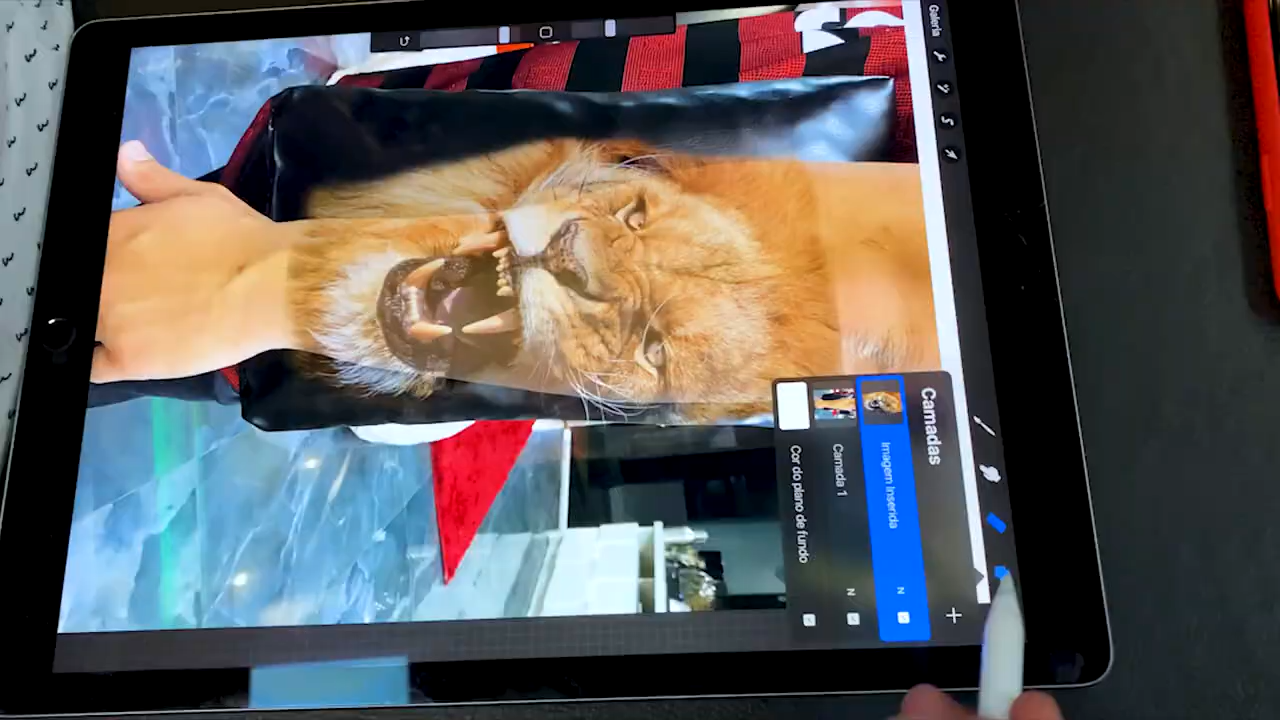 Galeria
Camadas
Imagem Inserida
N
Camada 1
N
Cor do plano de fundo